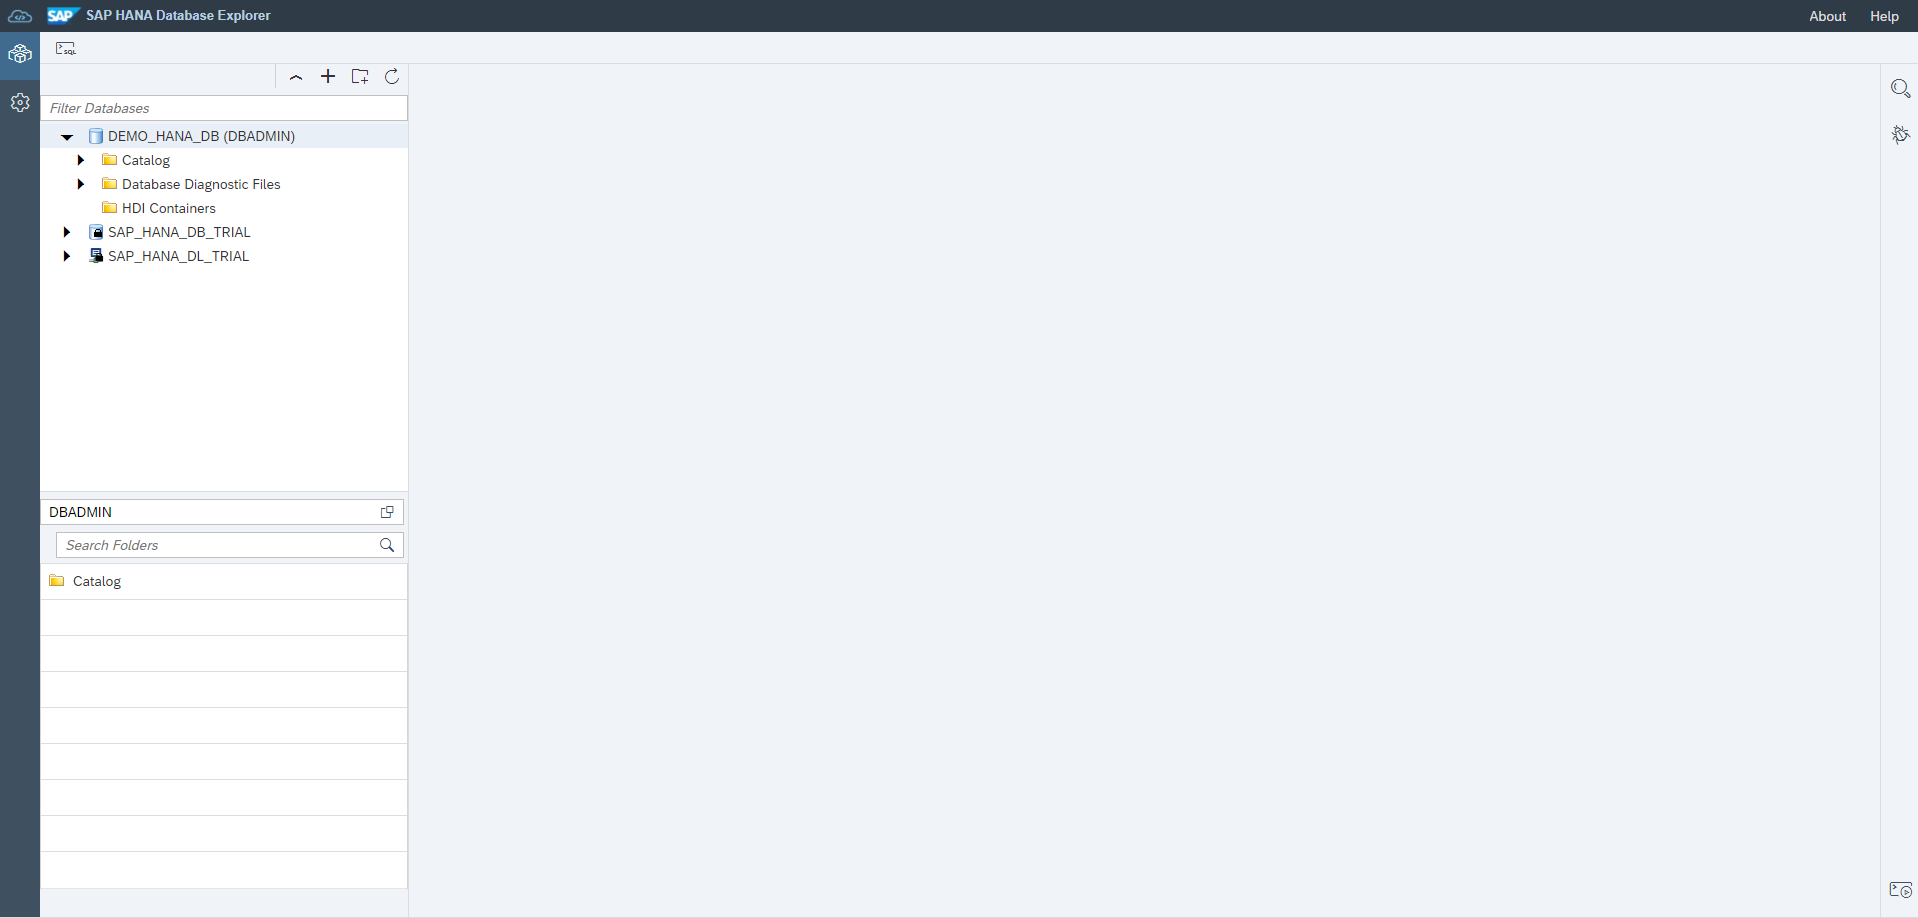 SAP SAP HANA Database Explorer About Help
SQL
Filter Databases
DEMO_HANA_DB (DBADMIN)
Catalog
Database Diagnostic Files
HDI Containers
SAP_HANA_DB_TRIAL
SAP_HANA_DL_TRIAL
DBADMIN
Search Folders
Catalog